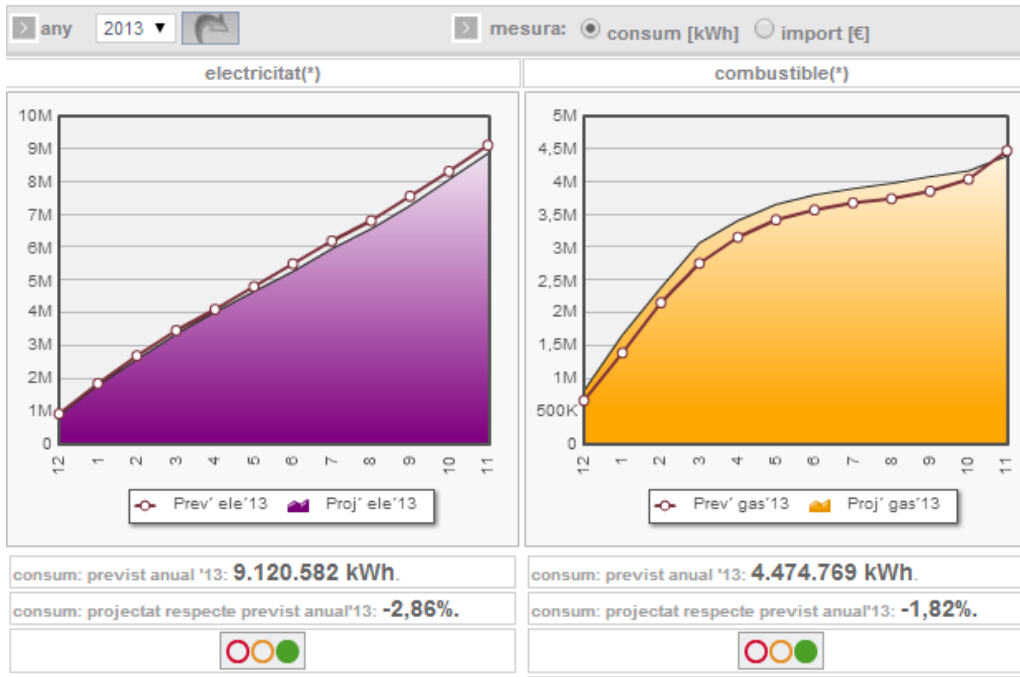 any 2013 mesura: consum [kWh] import [€]
electricitat(*)
10M
9M
8M
7M
6M
5M
4M
3M
2M
1M
0
12 1 2 3 4 5 6 7 8 9 10 11
Prev´ ele´13 Proj´ ele´13
consum: previst anual '13: 9.120.582 kWh.
consum: projectat respecte previst anual'13: -2,86%.
combustible(*)
5M
4,5M
4M
3,5M
3M
2,5M
2M
1,5M
1M
500K
0
12 1 2 3 4 5 6 7 8 9 10 11
Prev´ gas´13 Proj´ gas´13
consum: previst anual '13: 4.474.769 kWh.
consum: projectat respecte previst anual'13: -1,82%.